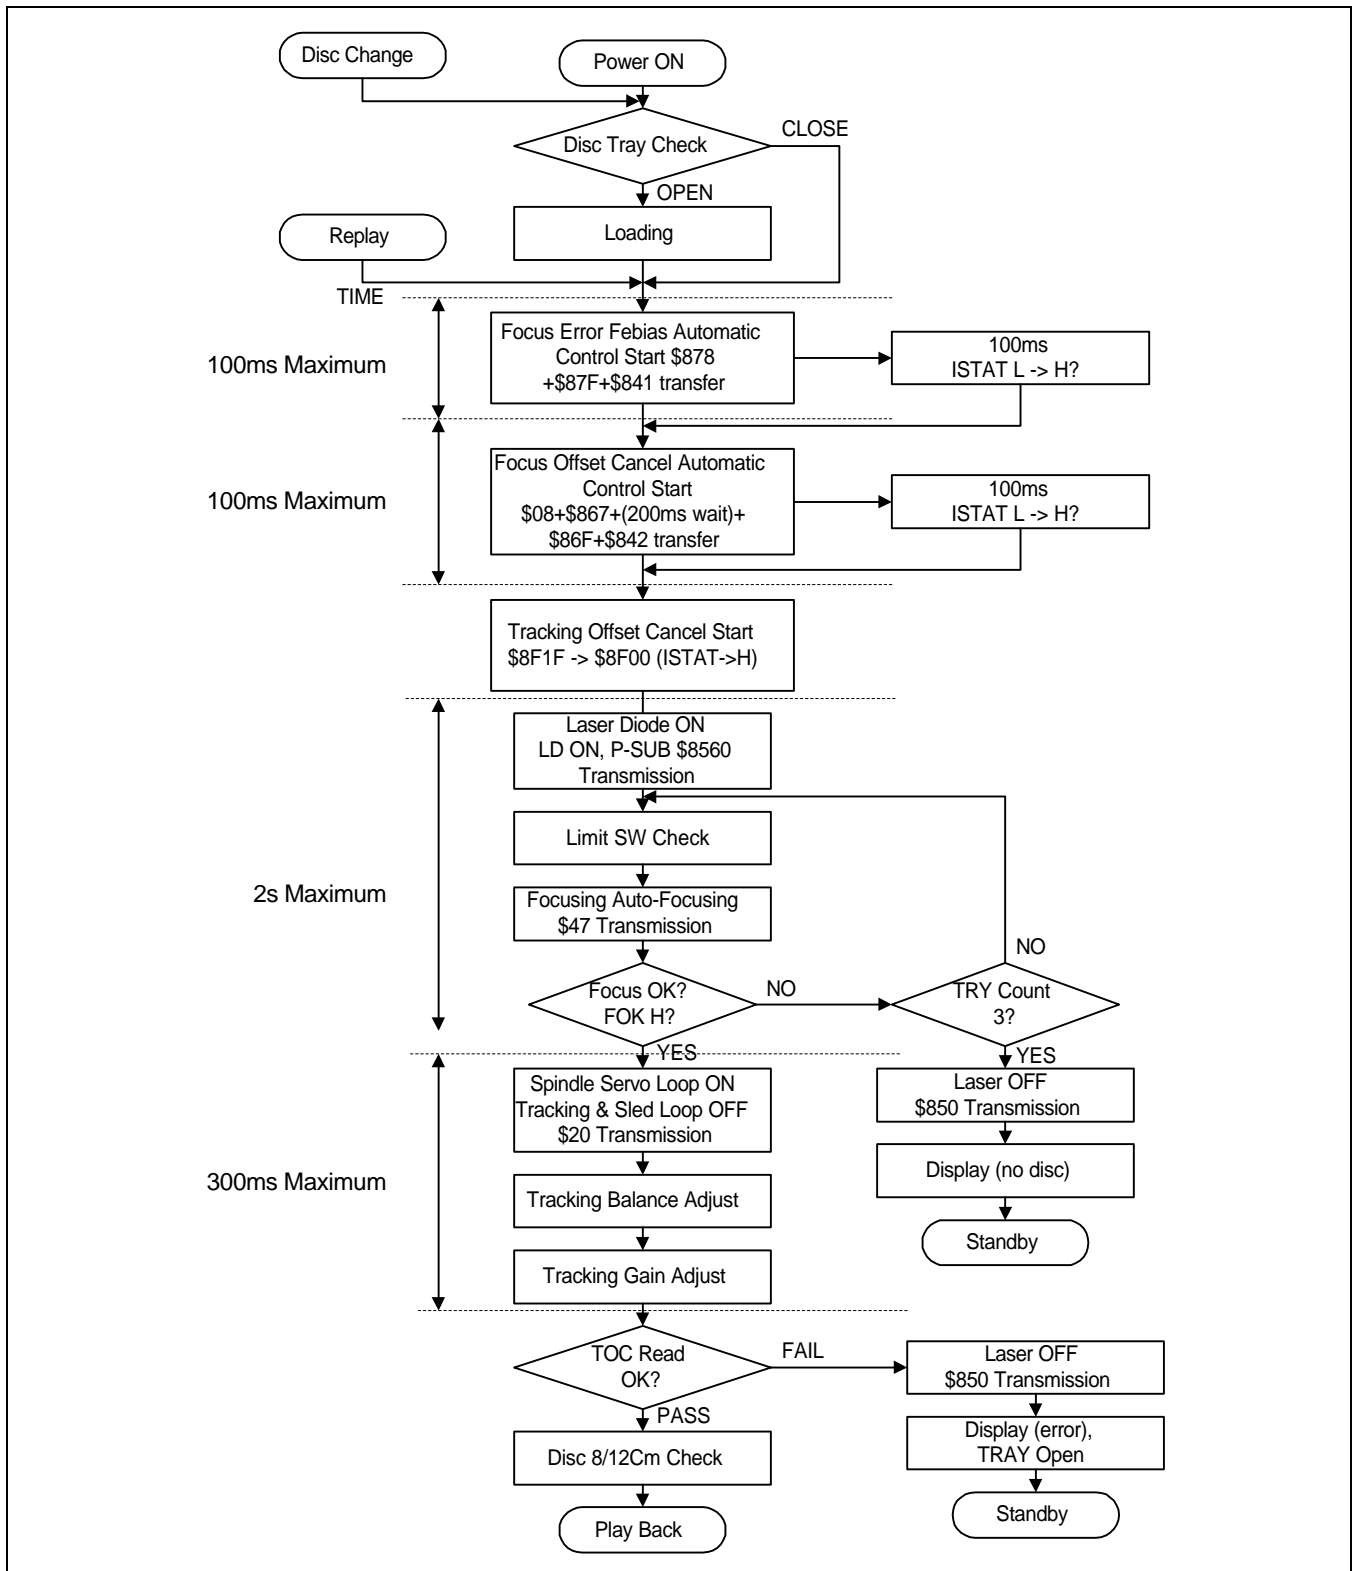 Disc Change
Power ON
CLOSE
Disc Tray Check
OPEN
Replay
Loading
TIME
Focus Error Febias Automatic
Control Start $878
+$87F+$841 transfer
100ms
ISTAT L -> H?
100ms Maximum
Focus Offset Cancel Automatic
Control Start
$08+$867+(200ms wait)+
$86F+$842 transfer
100ms
ISTAT L -> H?
100ms Maximum
Tracking Offset Cancel Start
$8F1F -> $8F00 (ISTAT->H)
Laser Diode ON
LD ON, P-SUB $8560
Transmission
Limit SW Check
2s Maximum
Focusing Auto-Focusing
$47 Transmission
NO
Focus OK?
FOK H?
NO
TRY Count
3?
YES
YES
Spindle Servo Loop ON
Tracking & Sled Loop OFF
$20 Transmission
Laser OFF
$850 Transmission
300ms Maximum
Tracking Balance Adjust
Display (no disc)
Standby
Tracking Gain Adjust
TOC Read
OK?
FAIL
Laser OFF
$850 Transmission
PASS
Disc 8/12Cm Check
Display (error),
TRAY Open
Play Back
Standby